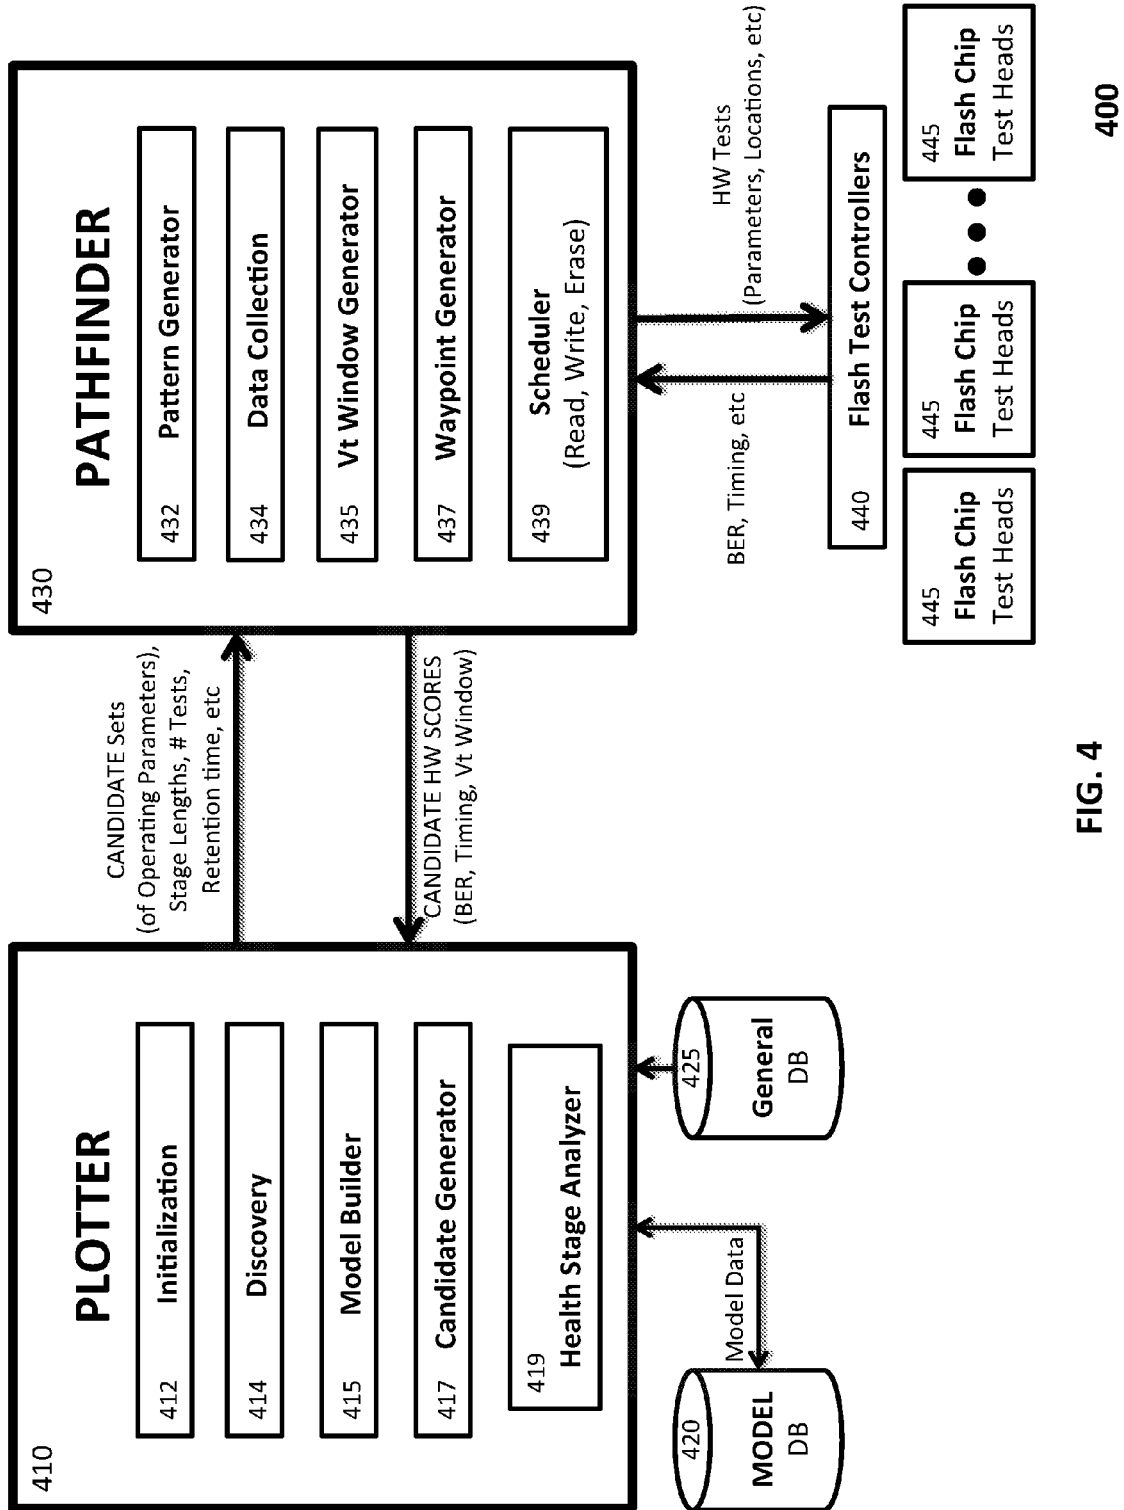 410
PLOTTER
412 Initialization
414 Discovery
415 Model Builder
417 Candidate Generator
419
Health Stage Analyzer
420
MODEL
DB
Model Data
425
General
DB
CANDIDATE Sets
(of Operating Parameters),
Stage Lengths, # Tests,
Retention time, etc
CANDIDATE HW SCORES
(BER, Timing, Vt Window)
430
PATHFINDER
432 Pattern Generator
434 Data Collection
435 Vt Window Generator
437 Waypoint Generator
439 Scheduler
(Read, Write, Erase)
BER, Timing, etc
HW Tests
(Parameters, Locations, etc)
440 Flash Test Controllers
445
Flash Chip
Test Heads
445
Flash Chip
Test Heads
445
Flash Chip
Test Heads
FIG. 4
400